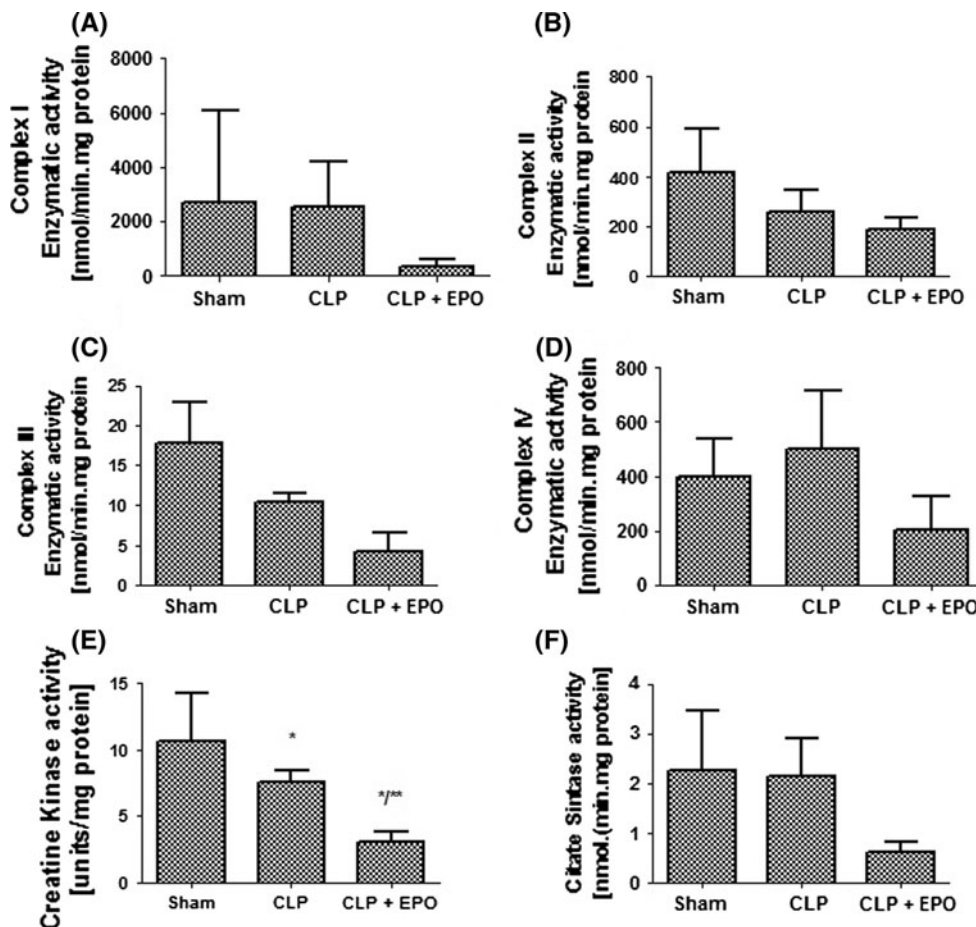 (A)
Complex I
Enzymatic activity
[nmol/min.mg protein]
8000
6000
4000
2000
0
Sham
CLP
CLP + EPO
(B)
Complex II
Enzymatic activity
[nmol/min.mg protein
800
600
400
200
0
Sham
CLP
CLP + EPO
(C)
Complex III
Enzymatic activity
[nmol/min.mg protein
25
20
15
10
5
0
Sham
CLP
CLP + EPO
(D)
Complex IV
Enzymatic activity
[nmol/min.mg protein
800
600
400
200
0
Sham
CLP
CLP + EPO
(E)
Creatine Kinase activity
[units/mg protein]
15
10
5
0
*
*/**
Sham
CLP
CLP + EPO
(F)
Citate Sintase activity
[nmol.(min.mg protein]
4
3
2
1
0
Sham
CLP
CLP + EPO